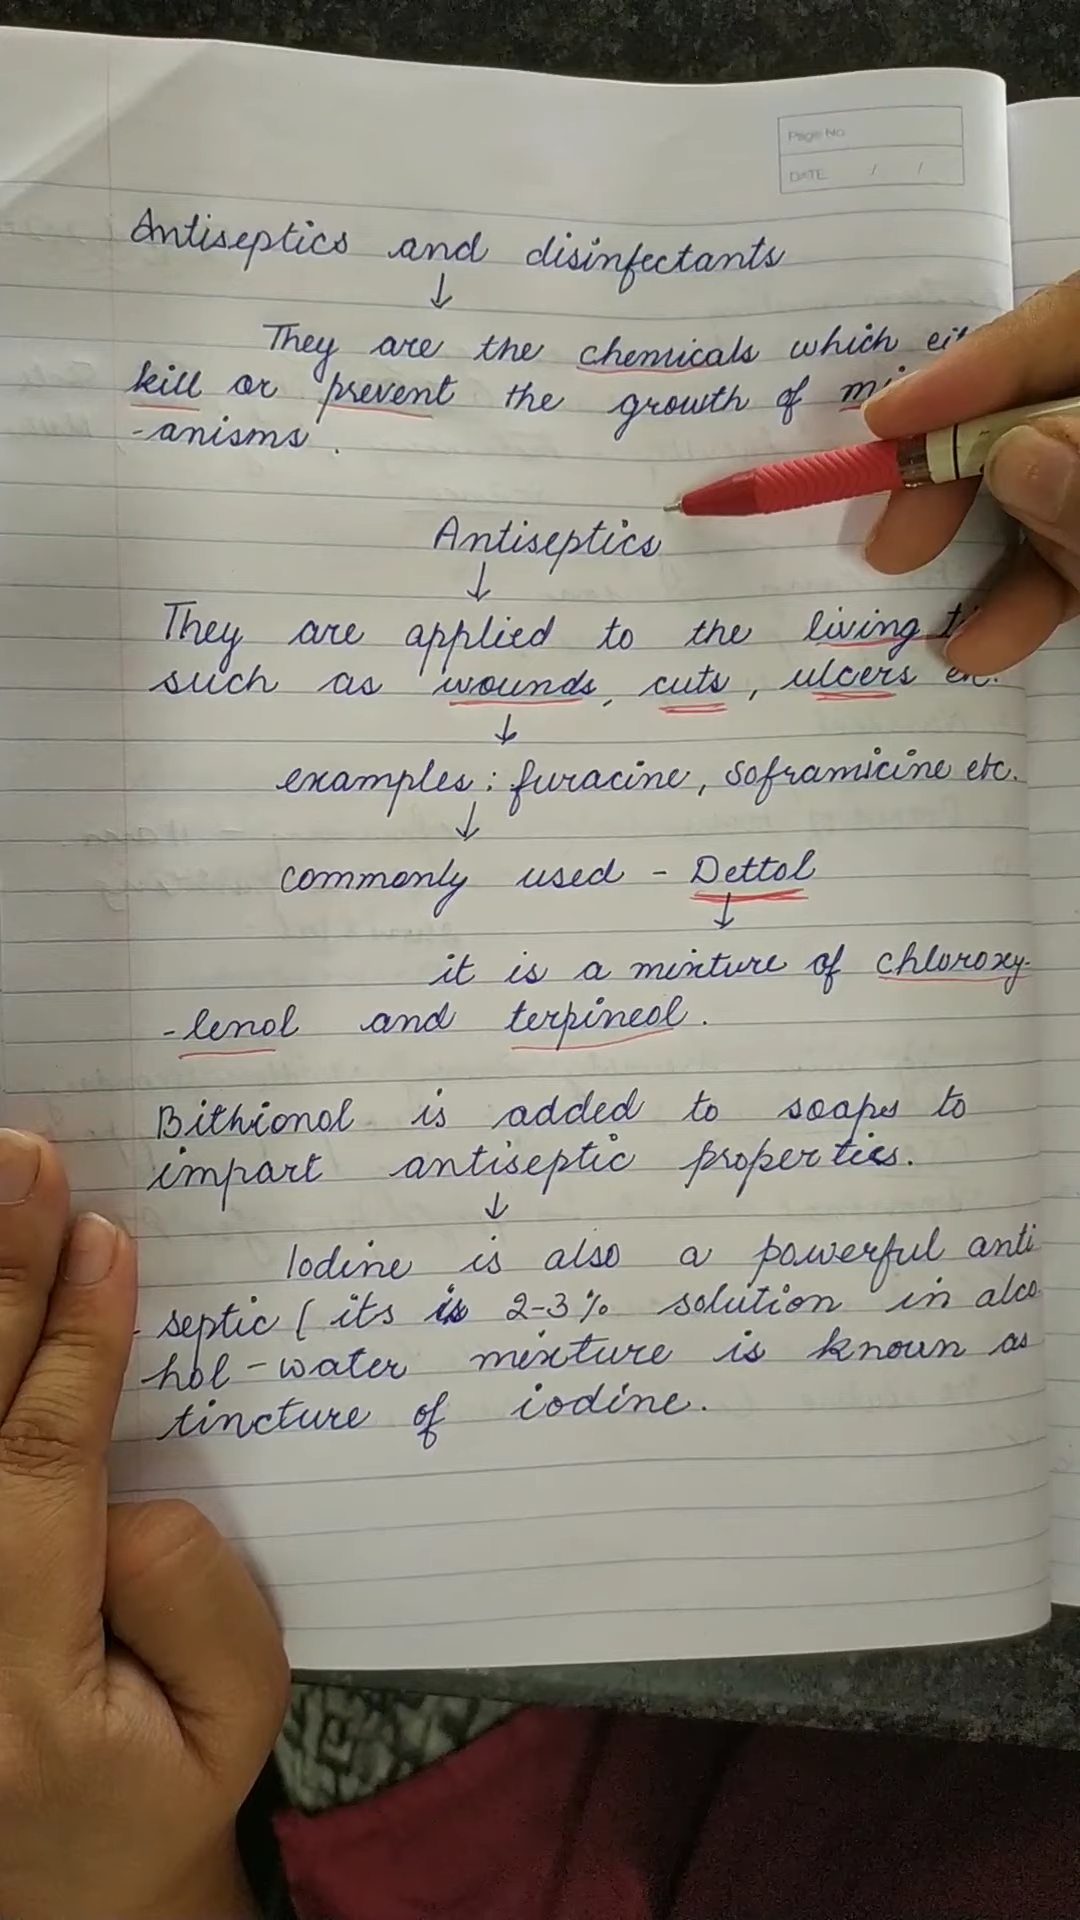 Page No.
DATE / /
Antiseptics and disinfectants
↓
They are the chemicals which
kill or prevent the growth of
-anisms.
Antiseptics
↓
They are applied to the living
such as wounds, cuts, ulcers etc.
↓
examples : furacine, soframicine etc.
↓
commonly used - Dettol
↓
it is a mixture of chloroxy-
-lenol and terpineol.
Bithionol is added to soaps to
impart antiseptic properties.
↓
Iodine is also a powerful anti
- septic ( its is 2-3% solution in alco
hol - water mixture is known as
tincture of iodine.